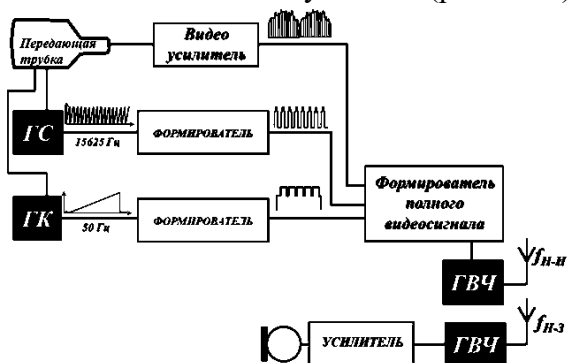 Передающая
трубка
Видео
усилитель
ГС
15625 Гц
ФОРМИРОВАТЕЛЬ
ГК
50 Гц
ФОРМИРОВАТЕЛЬ
Формирователь
полного
видеосигнала
ГВЧ
fН-И
УСИЛИТЕЛЬ
ГВЧ
fН-З